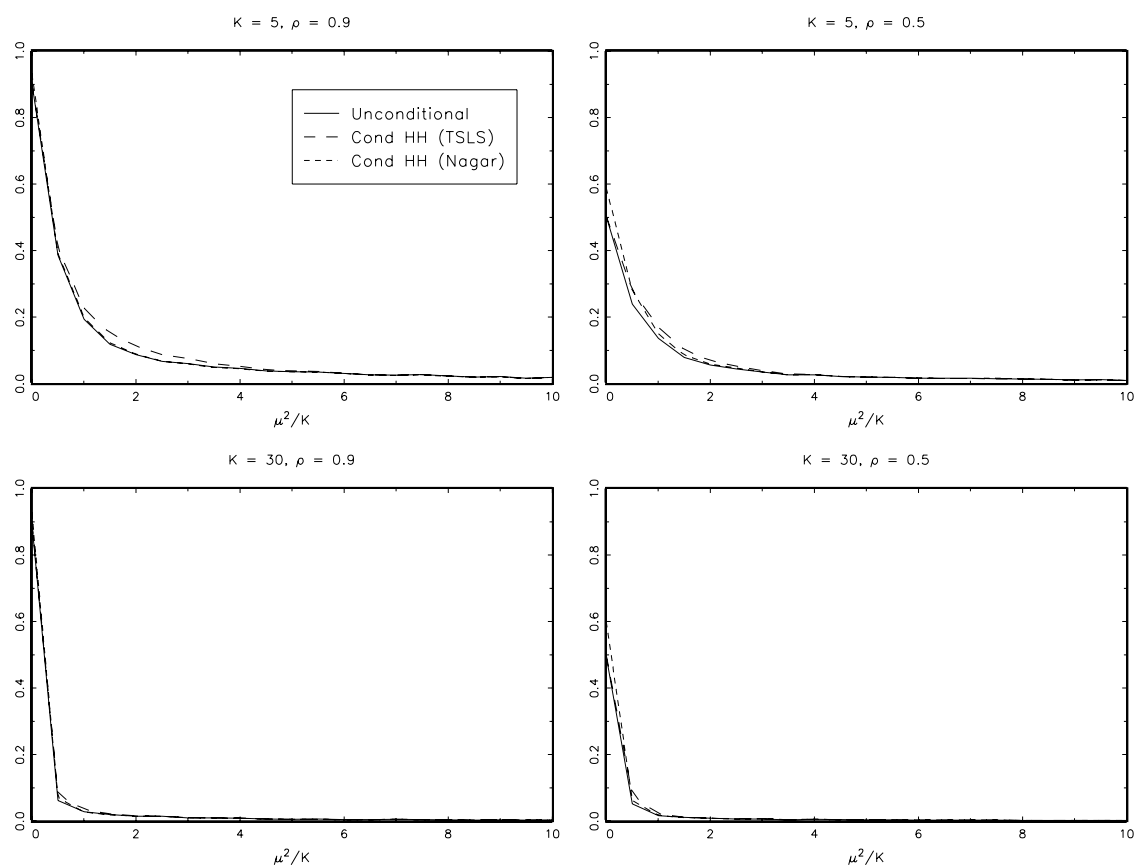 K = 5, ρ = 0.9
1.0
0.8
0.6
0.4
0.2
0.0
Unconditional
Cond HH (TSLS)
Cond HH (Nagar)
0 2 4 6 8 10
μ²/K
K = 5, ρ = 0.5
1.0
0.8
0.6
0.4
0.2
0.0
0 2 4 6 8 10
μ²/K
K = 30, ρ = 0.9
1.0
0.8
0.6
0.4
0.2
0.0
0 2 4 6 8 10
μ²/K
K = 30, ρ = 0.5
1.0
0.8
0.6
0.4
0.2
0.0
0 2 4 6 8 10
μ²/K